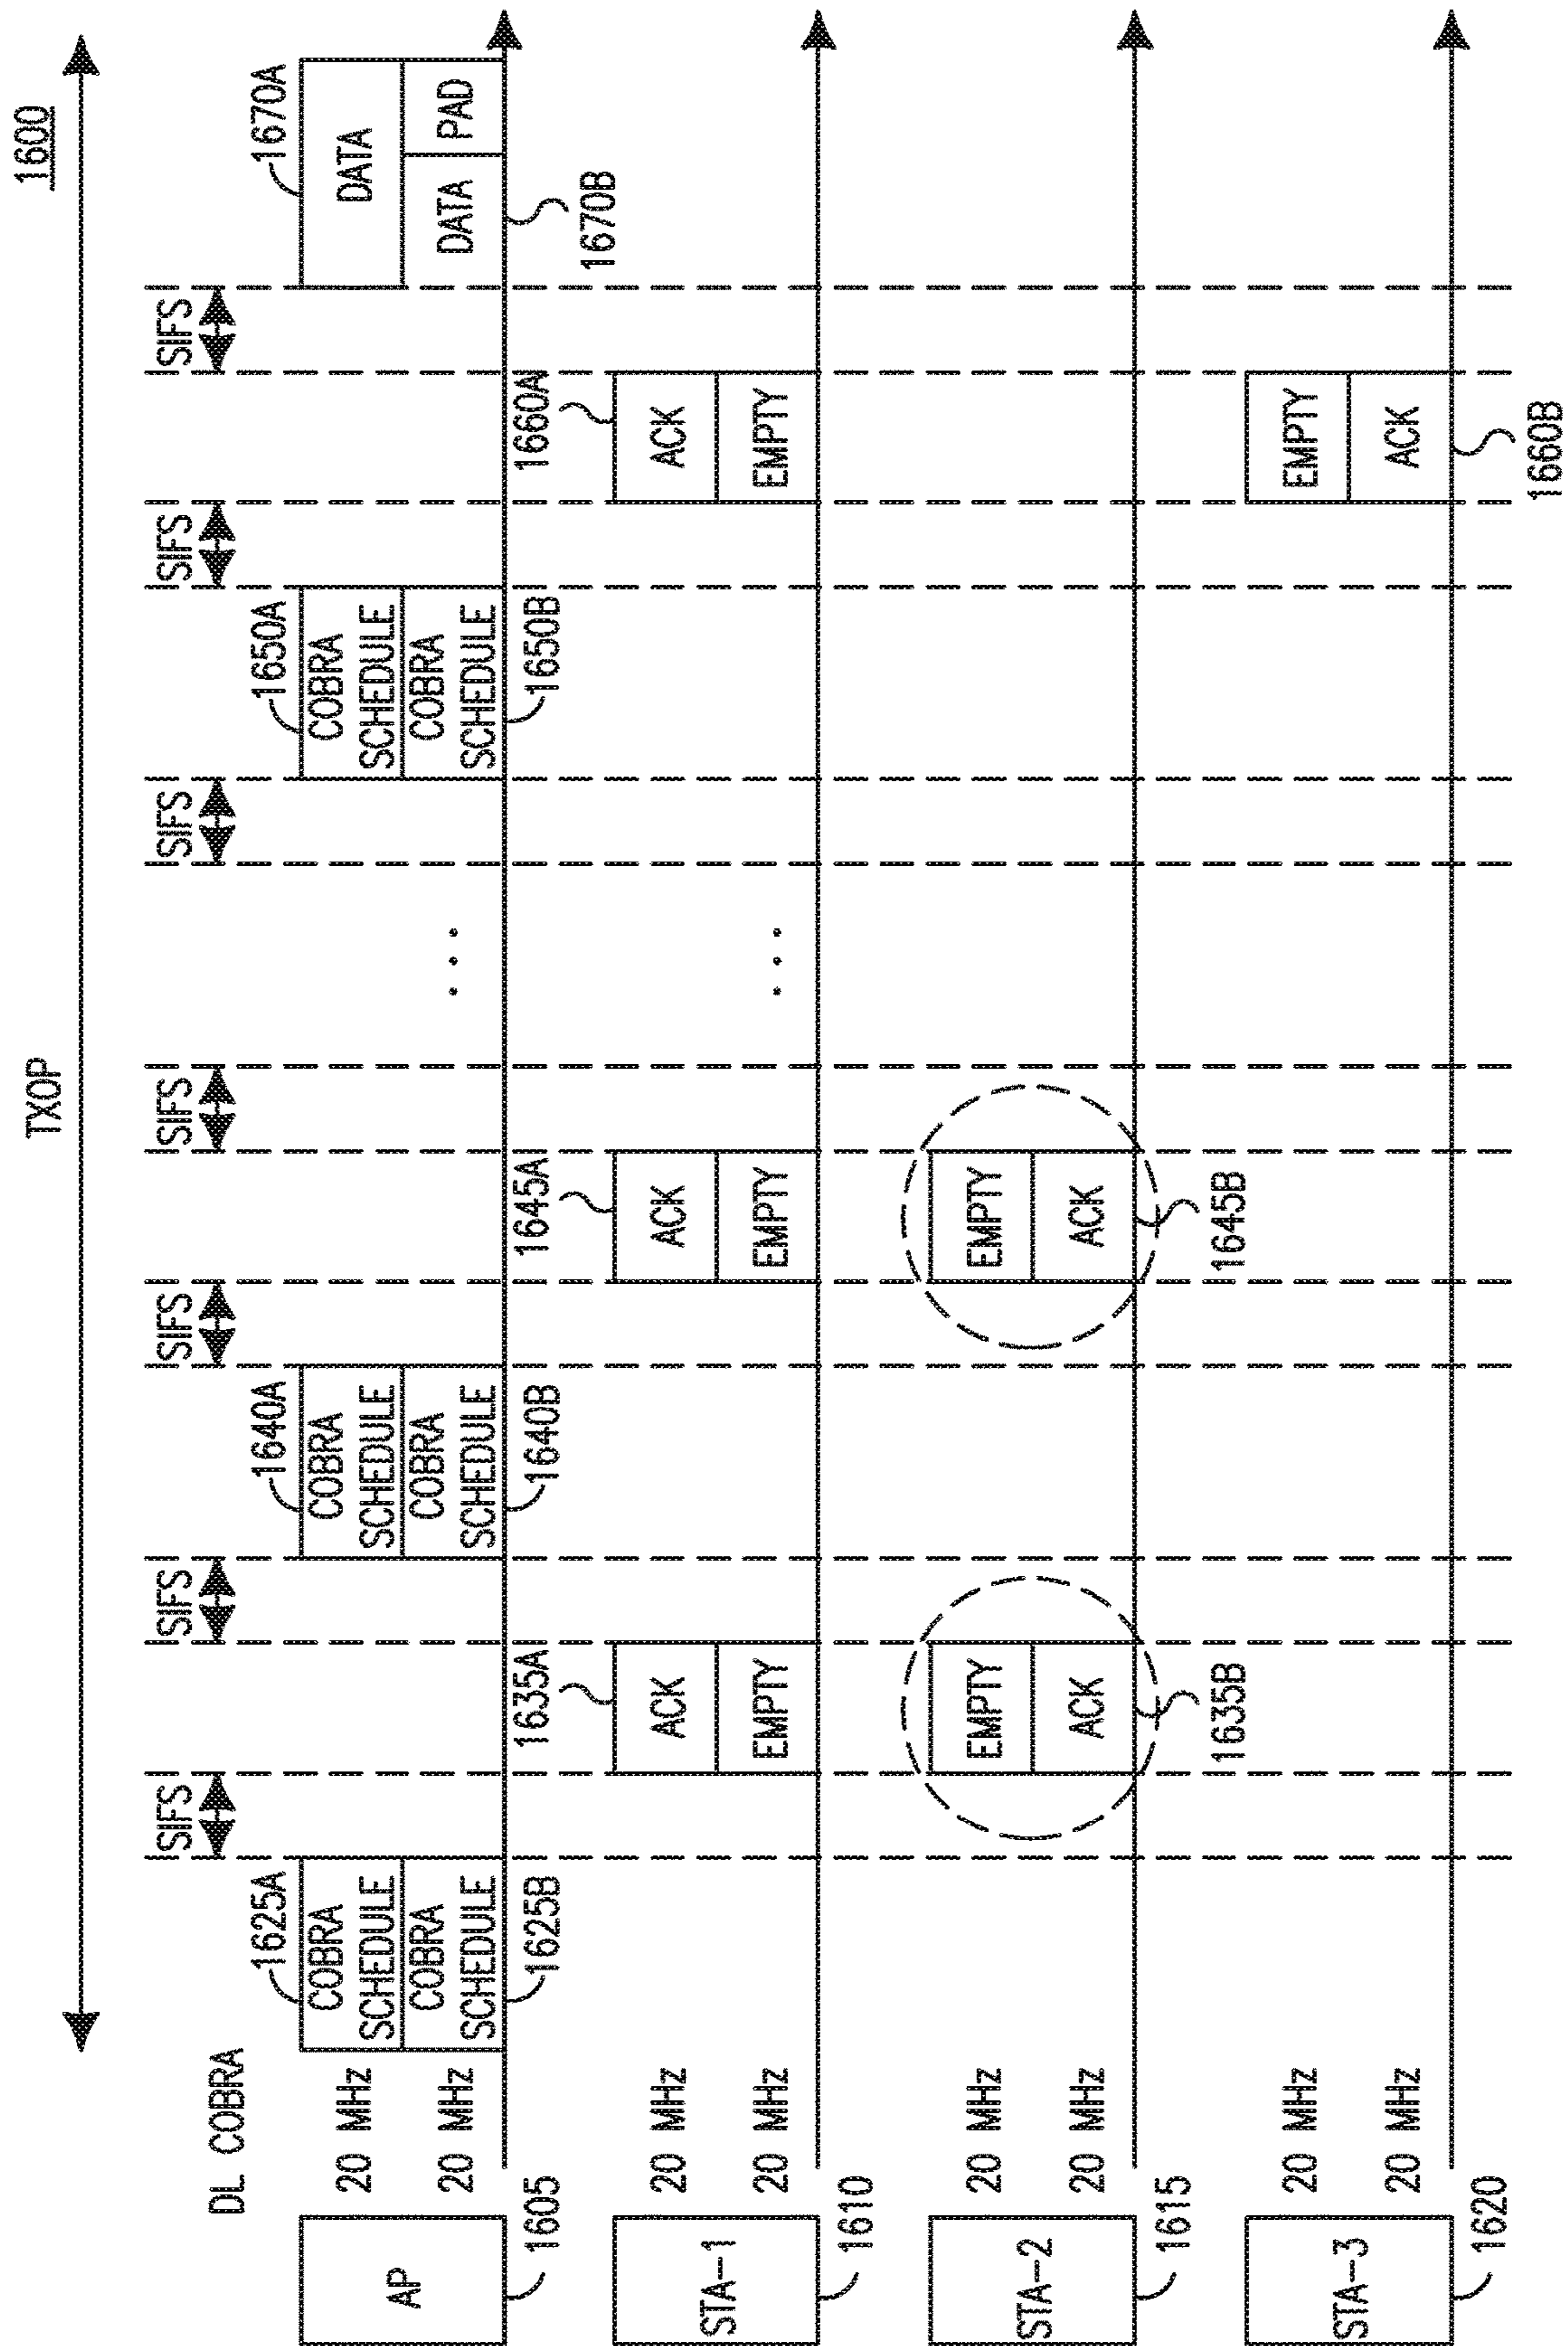 1600
TXOP
DL COBRA
SIFS
SIFS
SIFS
SIFS
SIFS
SIFS
SIFS
AP
1605
20 MHz
20 MHz
1625A
COBRA
SCHEDULE
COBRA
SCHEDULE
1625B
1640A
COBRA
SCHEDULE
COBRA
SCHEDULE
1640B
. . .
1650A
COBRA
SCHEDULE
COBRA
SCHEDULE
1650B
1670A
DATA
DATA
PAD
1670B
STA-1
1610
20 MHz
20 MHz
1635A
ACK
EMPTY
1645A
ACK
EMPTY
. . .
1660A
ACK
EMPTY
STA-2
1615
20 MHz
20 MHz
EMPTY
ACK
1635B
EMPTY
ACK
1645B
STA-3
1620
20 MHz
20 MHz
EMPTY
ACK
1660B